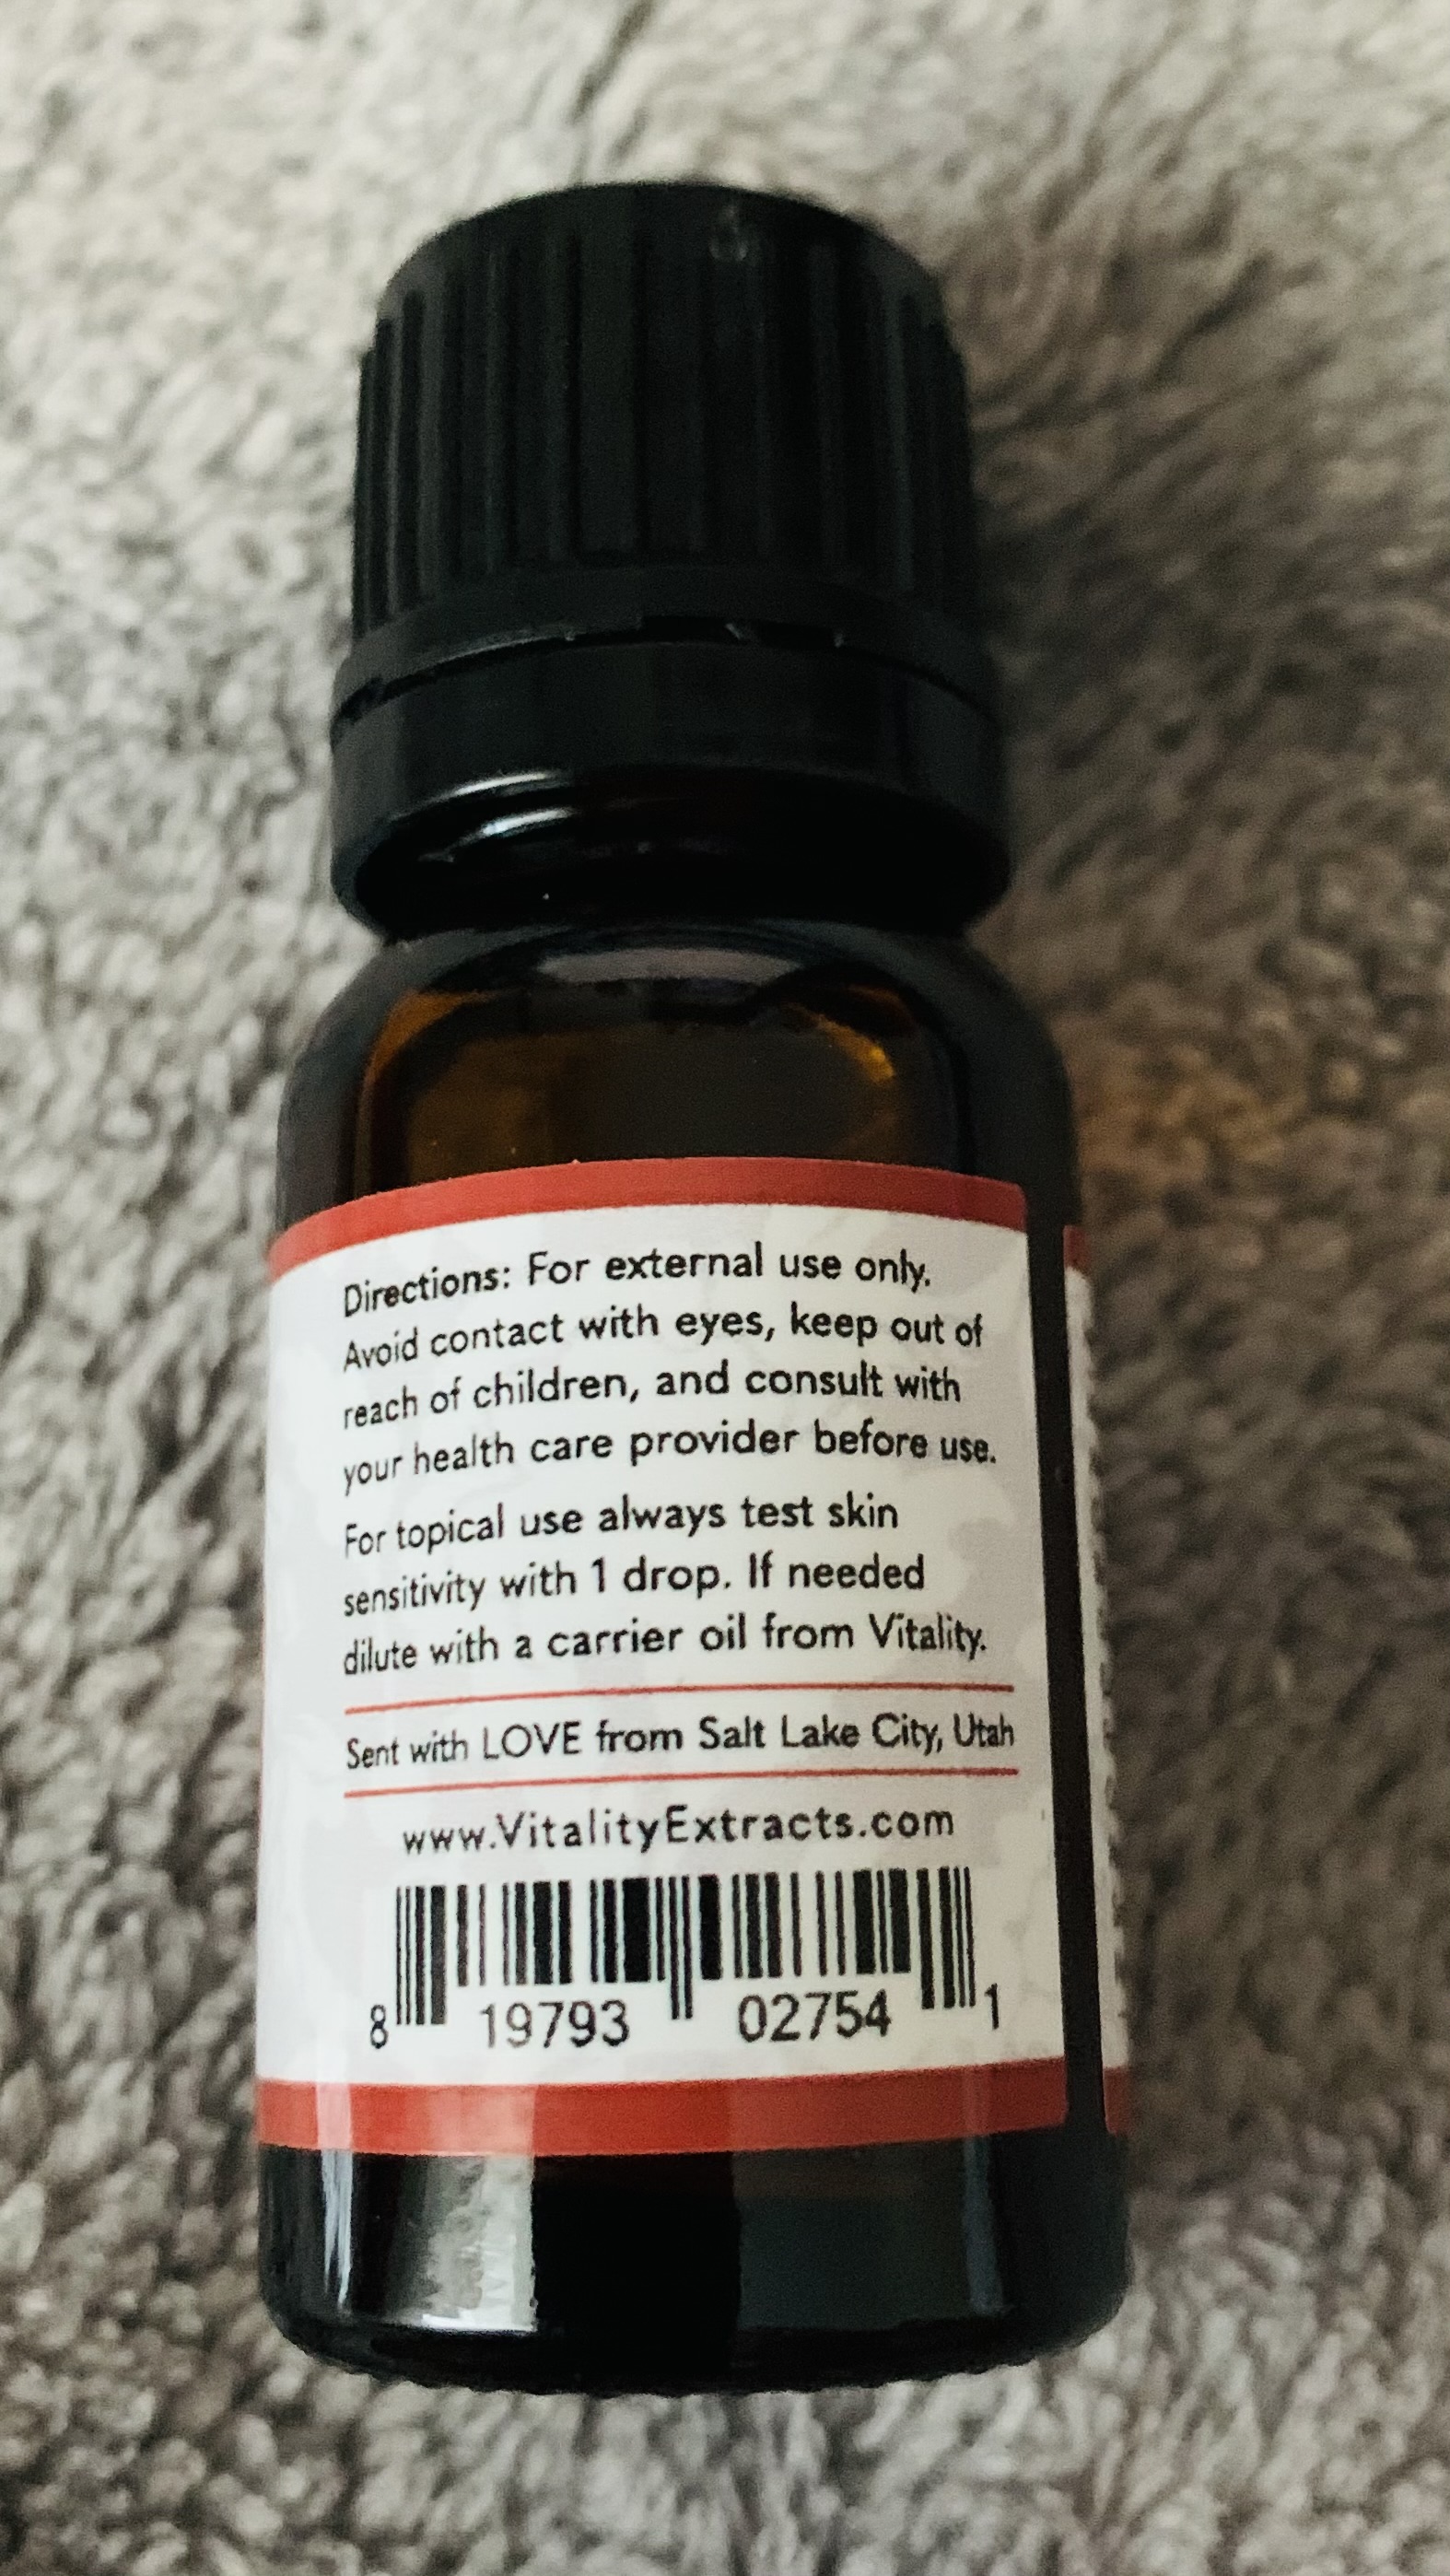 Directions: For external use only.
Avoid contact with eyes, keep out of
reach of children, and consult with
your health care provider before use.
For topical use always test skin
sensitivity with 1 drop. If needed
dilute with a carrier oil from Vitality.
Sent with LOVE from Salt Lake City, Utah
www.VitalityExtracts.com
8 19793 02754 1